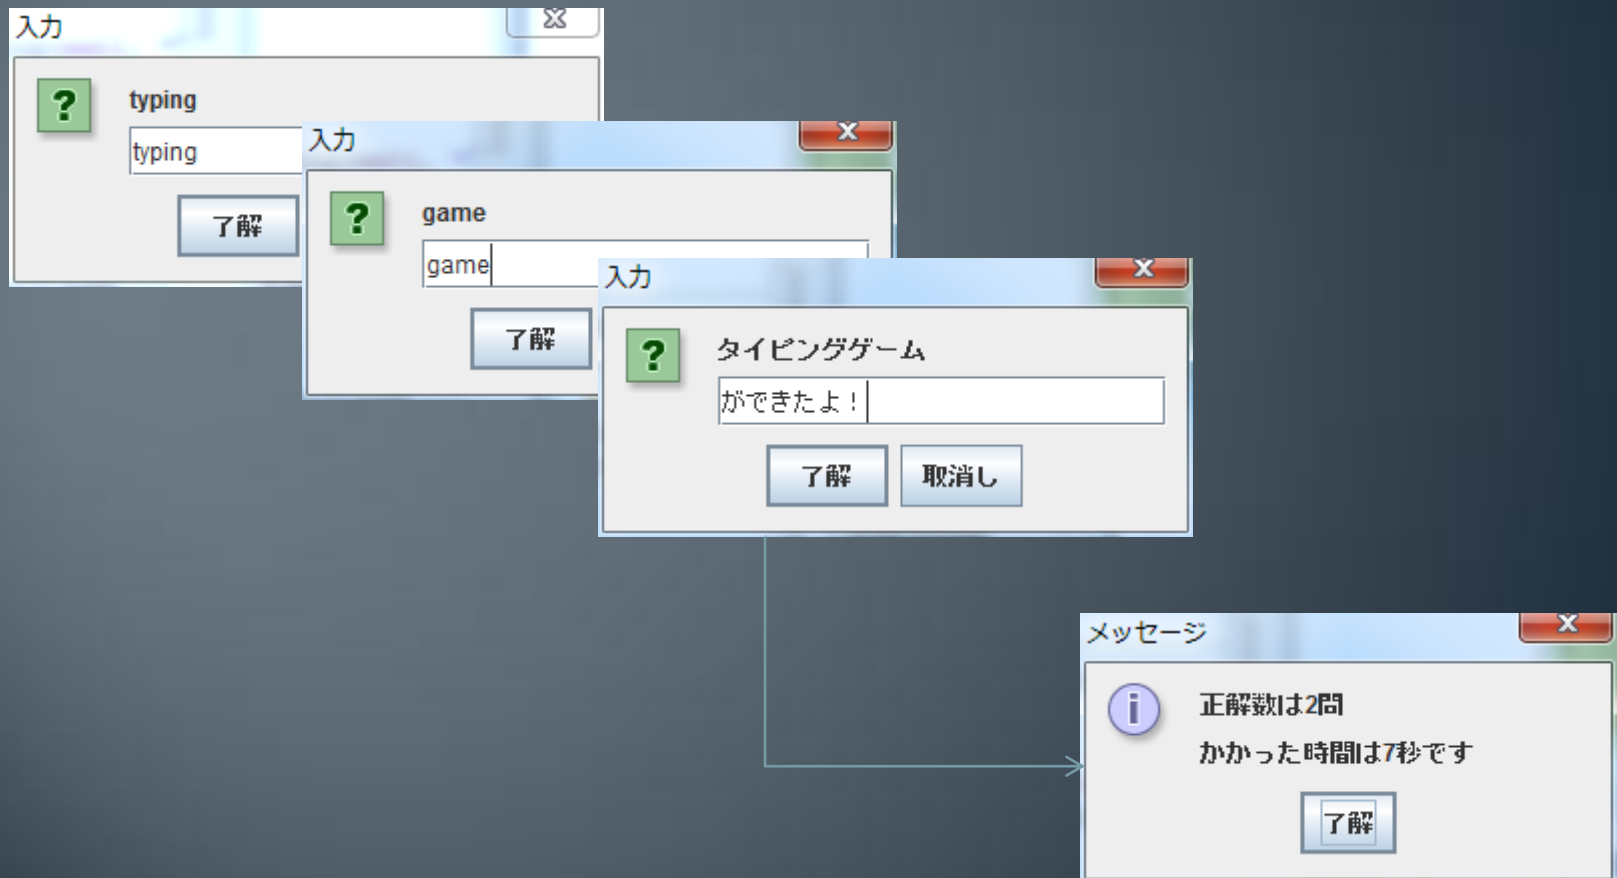 入力
typing
typing
了解
入力
game
game
了解
入力
タイピングゲーム
ができたよ！
了解
取消し
メッセージ
正解数は2問
かかった時間は7秒です
了解